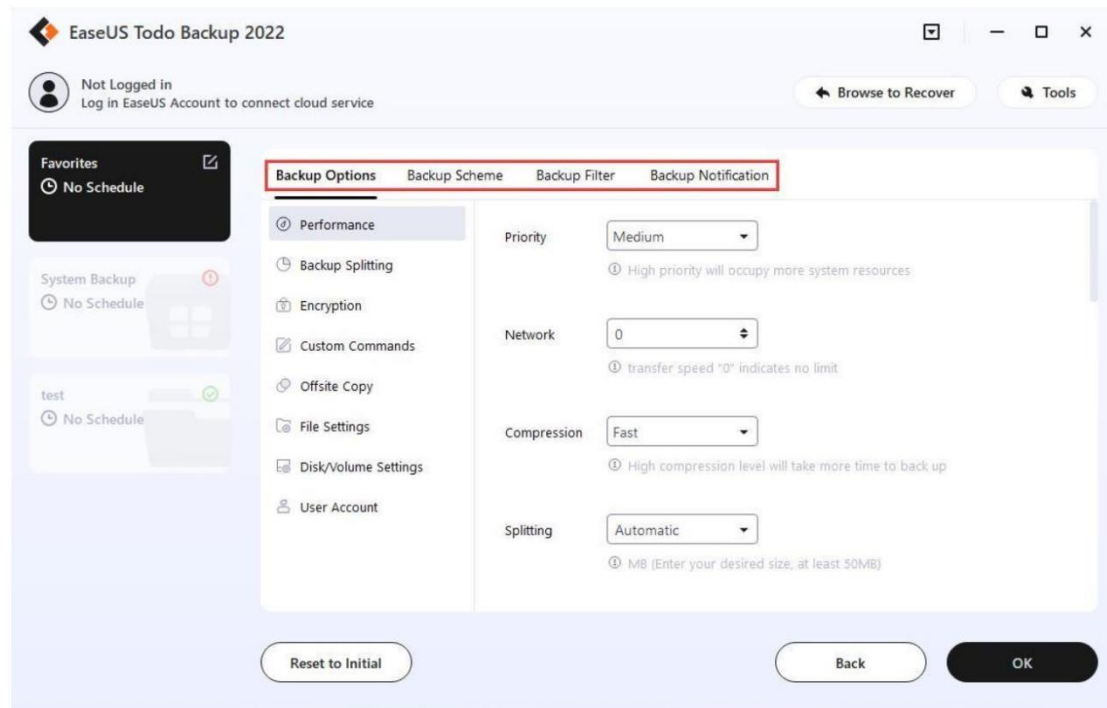 EaseUS Todo Backup 2022
Not Logged in
Log in EaseUS Account to connect cloud service
Browse to Recover
Tools
Favorites
No Schedule
System Backup
No Schedule
test
No Schedule
Backup Options Backup Scheme Backup Filter Backup Notification
Performance
Backup Splitting
Encryption
Custom Commands
Offsite Copy
File Settings
Disk/Volume Settings
User Account
Priority Medium
High priority will occupy more system resources
Network 0
transfer speed "0" indicates no limit
Compression Fast
High compression level will take more time to back up
Splitting Automatic
MB (Enter your desired size, at least 50MB)
Reset to Initial
Back
OK